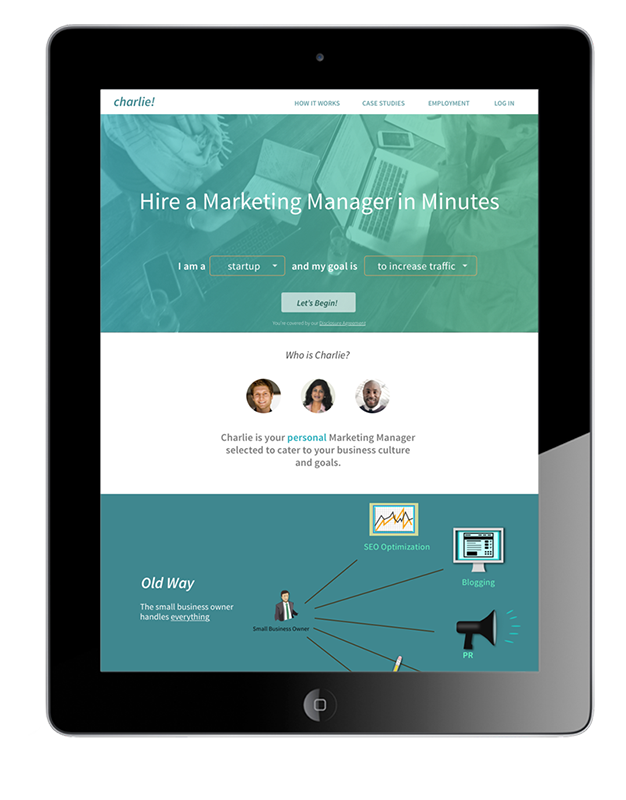 charlie!
HOW IT WORKS CASE STUDIES EMPLOYMENT LOG IN
Hire a Marketing Manager in Minutes
I am a startup and my goal is to increase traffic
Let's Begin!
You're covered by our Disclosure Agreement
Who is Charlie?
Charlie is your personal Marketing Manager
selected to cater to your business culture
and goals.
SEO Optimization
Blogging
Old Way
The small business owner
handles everything
Small Business Owner
PR